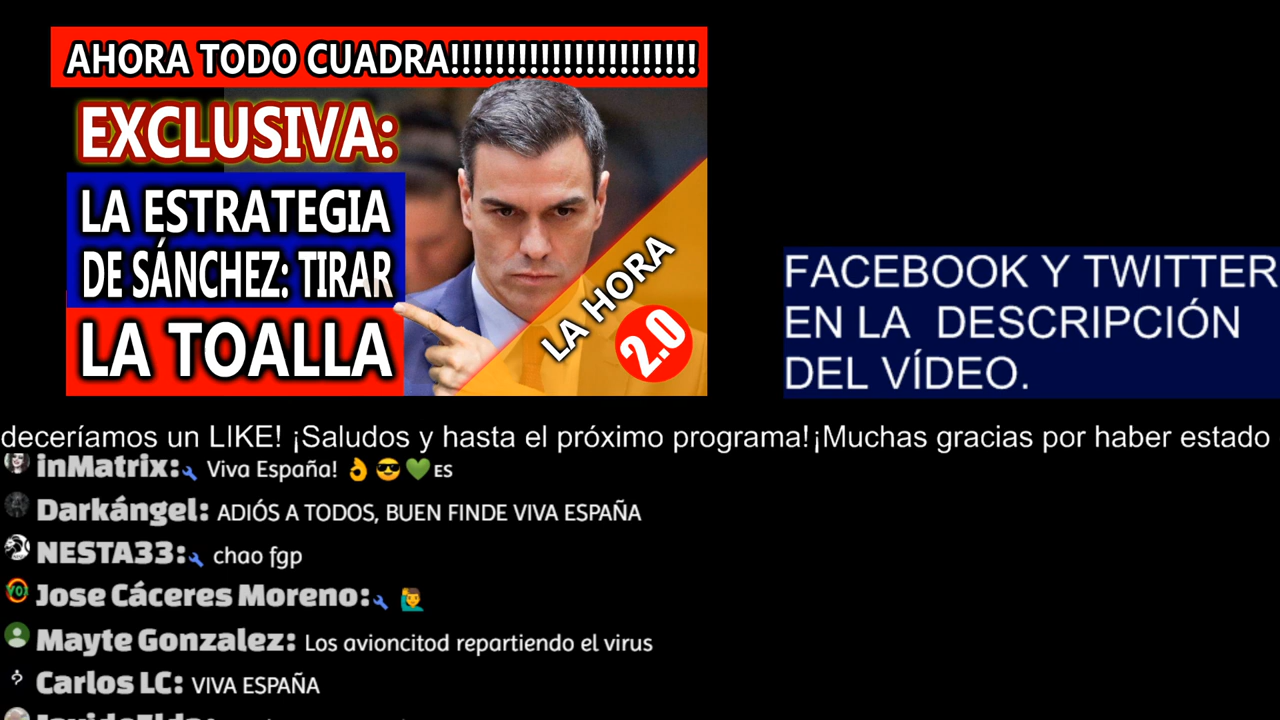 AHORA TODO CUADRA!!!!!!!!!!!!!!!!!!!!!!
EXCLUSIVA:
LA ESTRATEGIA
DE SÁNCHEZ: TIRAR
LA TOALLA
LA HORA
2.0
FACEBOOK Y TWITTER
EN LA DESCRIPCIÓN
DEL VÍDEO.
deceríamos un LIKE! ¡Saludos y hasta el próximo programa!¡Muchas gracias por haber estado
inMatrix: Viva España! 👌😎💚ES
Darkángel: ADIÓS A TODOS, BUEN FINDE VIVA ESPAÑA
NESTA33: chao fgp
Jose Cáceres Moreno: 🙋‍♂️
Mayte Gonzalez: Los avioncitod repartiendo el virus
Carlos LC: VIVA ESPAÑA